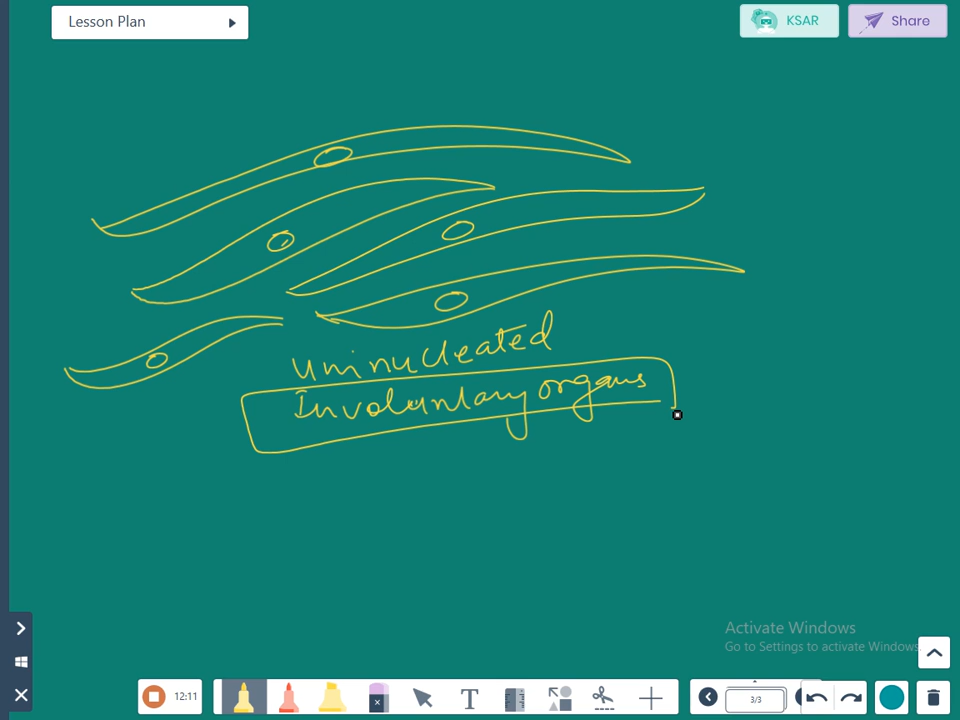 Lesson Plan
KSAR
Share
Uninucleated
Involuntary organs
Activate Windows
Go to Settings to activate Windows.
12:11
T
3/3